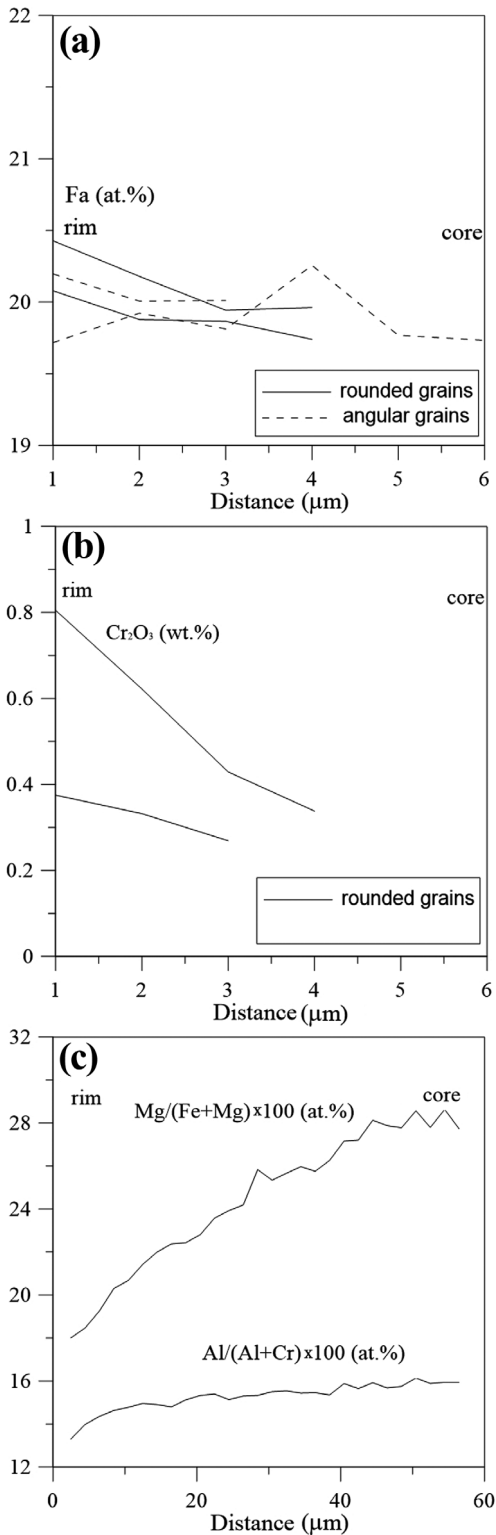 22
(a)
21
Fa (at.%)
rim
core
20
rounded grains
angular grains
19
1 2 3 4 5 6
Distance (μm)
1
(b)
rim
core
0.8
Cr₂O₃ (wt.%)
0.6
0.4
0.2
rounded grains
0
1 2 3 4 5 6
Distance (μm)
32
(c)
rim
core
Mg/(Fe+Mg)x100 (at.%)
28
24
20
Al/(Al+Cr)x100 (at.%)
16
12
0 20 40 60
Distance (μm)